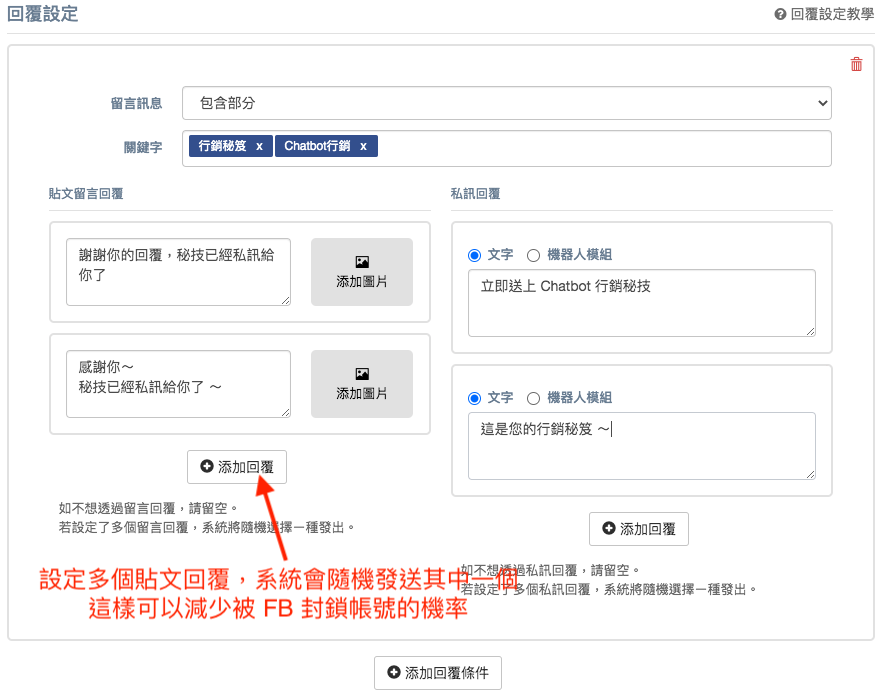 回覆設定
回覆設定教學
留言訊息
包含部分
關鍵字
行銷秘笈 x Chatbot行銷 x
貼文留言回覆
謝謝你的回覆，秘技已經私訊給
你了
添加圖片
感謝你～
秘技已經私訊給你了 ～
添加圖片
添加回覆
如不想透過留言回覆，請留空。
若設定了多個留言回覆，系統將隨機選擇一種發出。
私訊回覆
文字 機器人模組
立即送上 Chatbot 行銷秘技
文字 機器人模組
這是您的行銷秘笈 ～
添加回覆
如不想透過私訊回覆，請留空。
若設定了多個私訊回覆，系統將隨機選擇一種發出。
設定多個貼文回覆，系統會隨機發送其中一個
這樣可以減少被 FB 封鎖帳號的機率
添加回覆條件